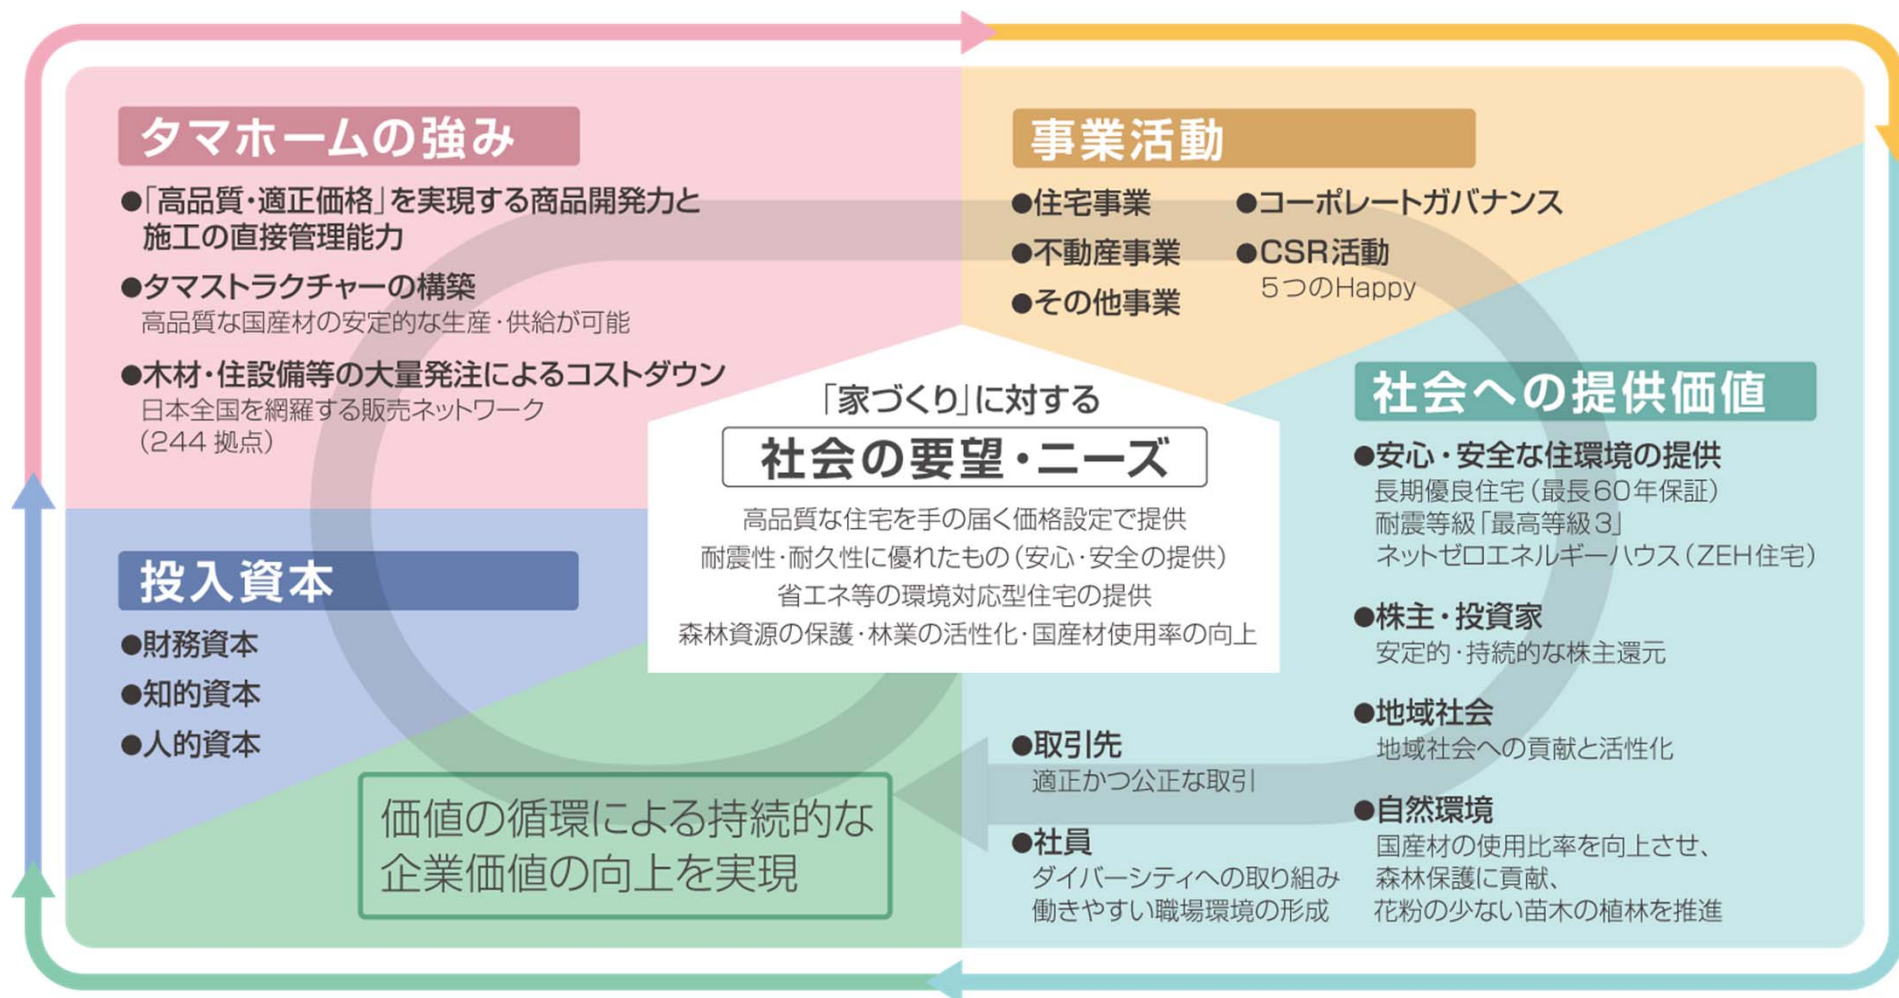 タマホームの強み
●「高品質・適正価格」を実現する商品開発力と
施工の直接管理能力
●タマストラクチャーの構築
高品質な国産材の安定的な生産・供給が可能
●木材・住設備等の大量発注によるコストダウン
日本全国を網羅する販売ネットワーク
（244 拠点）
事業活動
●住宅事業
●不動産事業
●その他事業
●コーポレートガバナンス
●CSR活動
5つのHappy
「家づくり」に対する
社会の要望・ニーズ
高品質な住宅を手の届く価格設定で提供
耐震性・耐久性に優れたもの（安心・安全の提供）
省エネ等の環境対応型住宅の提供
森林資源の保護・林業の活性化・国産材使用率の向上
社会への提供価値
●安心・安全な住環境の提供
長期優良住宅（最長60年保証）
耐震等級「最高等級3」
ネットゼロエネルギーハウス（ZEH住宅）
●株主・投資家
安定的・持続的な株主還元
●地域社会
地域社会への貢献と活性化
●自然環境
国産材の使用比率を向上させ、
森林保護に貢献、
花粉の少ない苗木の植林を推進
●取引先
適正かつ公正な取引
●社員
ダイバーシティへの取り組み
働きやすい職場環境の形成
投入資本
●財務資本
●知的資本
●人的資本
価値の循環による持続的な
企業価値の向上を実現